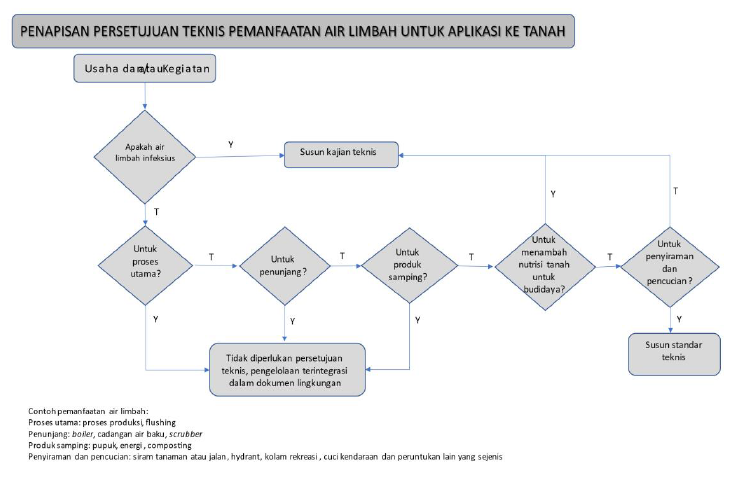 PENAPISAN PERSETUJUAN TEKNIS PEMANFAATAN AIR LIMBAH UNTUK APLIKASI KE TANAH
Usaha dan/atau Kegiatan
Apakah air
limbah infeksius
Y
Susun kajian teknis
T
Y
T
Untuk
proses
utama?
T
Untuk
penunjang?
T
Untuk
produk
samping?
T
Untuk
menambah
nutrisi tanah
untuk
budidaya?
T
Untuk
penyiraman
dan
pencucian?
Y
Y
Y
Y
Tidak diperlukan persetujuan
teknis, pengelolaan terintegrasi
dalam dokumen lingkungan
Susun standar
teknis
Contoh pemanfaatan air limbah:
Proses utama: proses produksi, flushing
Penunjang: boiler, cadangan air baku, scrubber
Produk samping: pupuk, energi, composting
Penyiraman dan pencucian: siram tanaman atau jalan, hydrant, kolam rekreasi, cuci kendaraan dan peruntukan lain yang sejenis